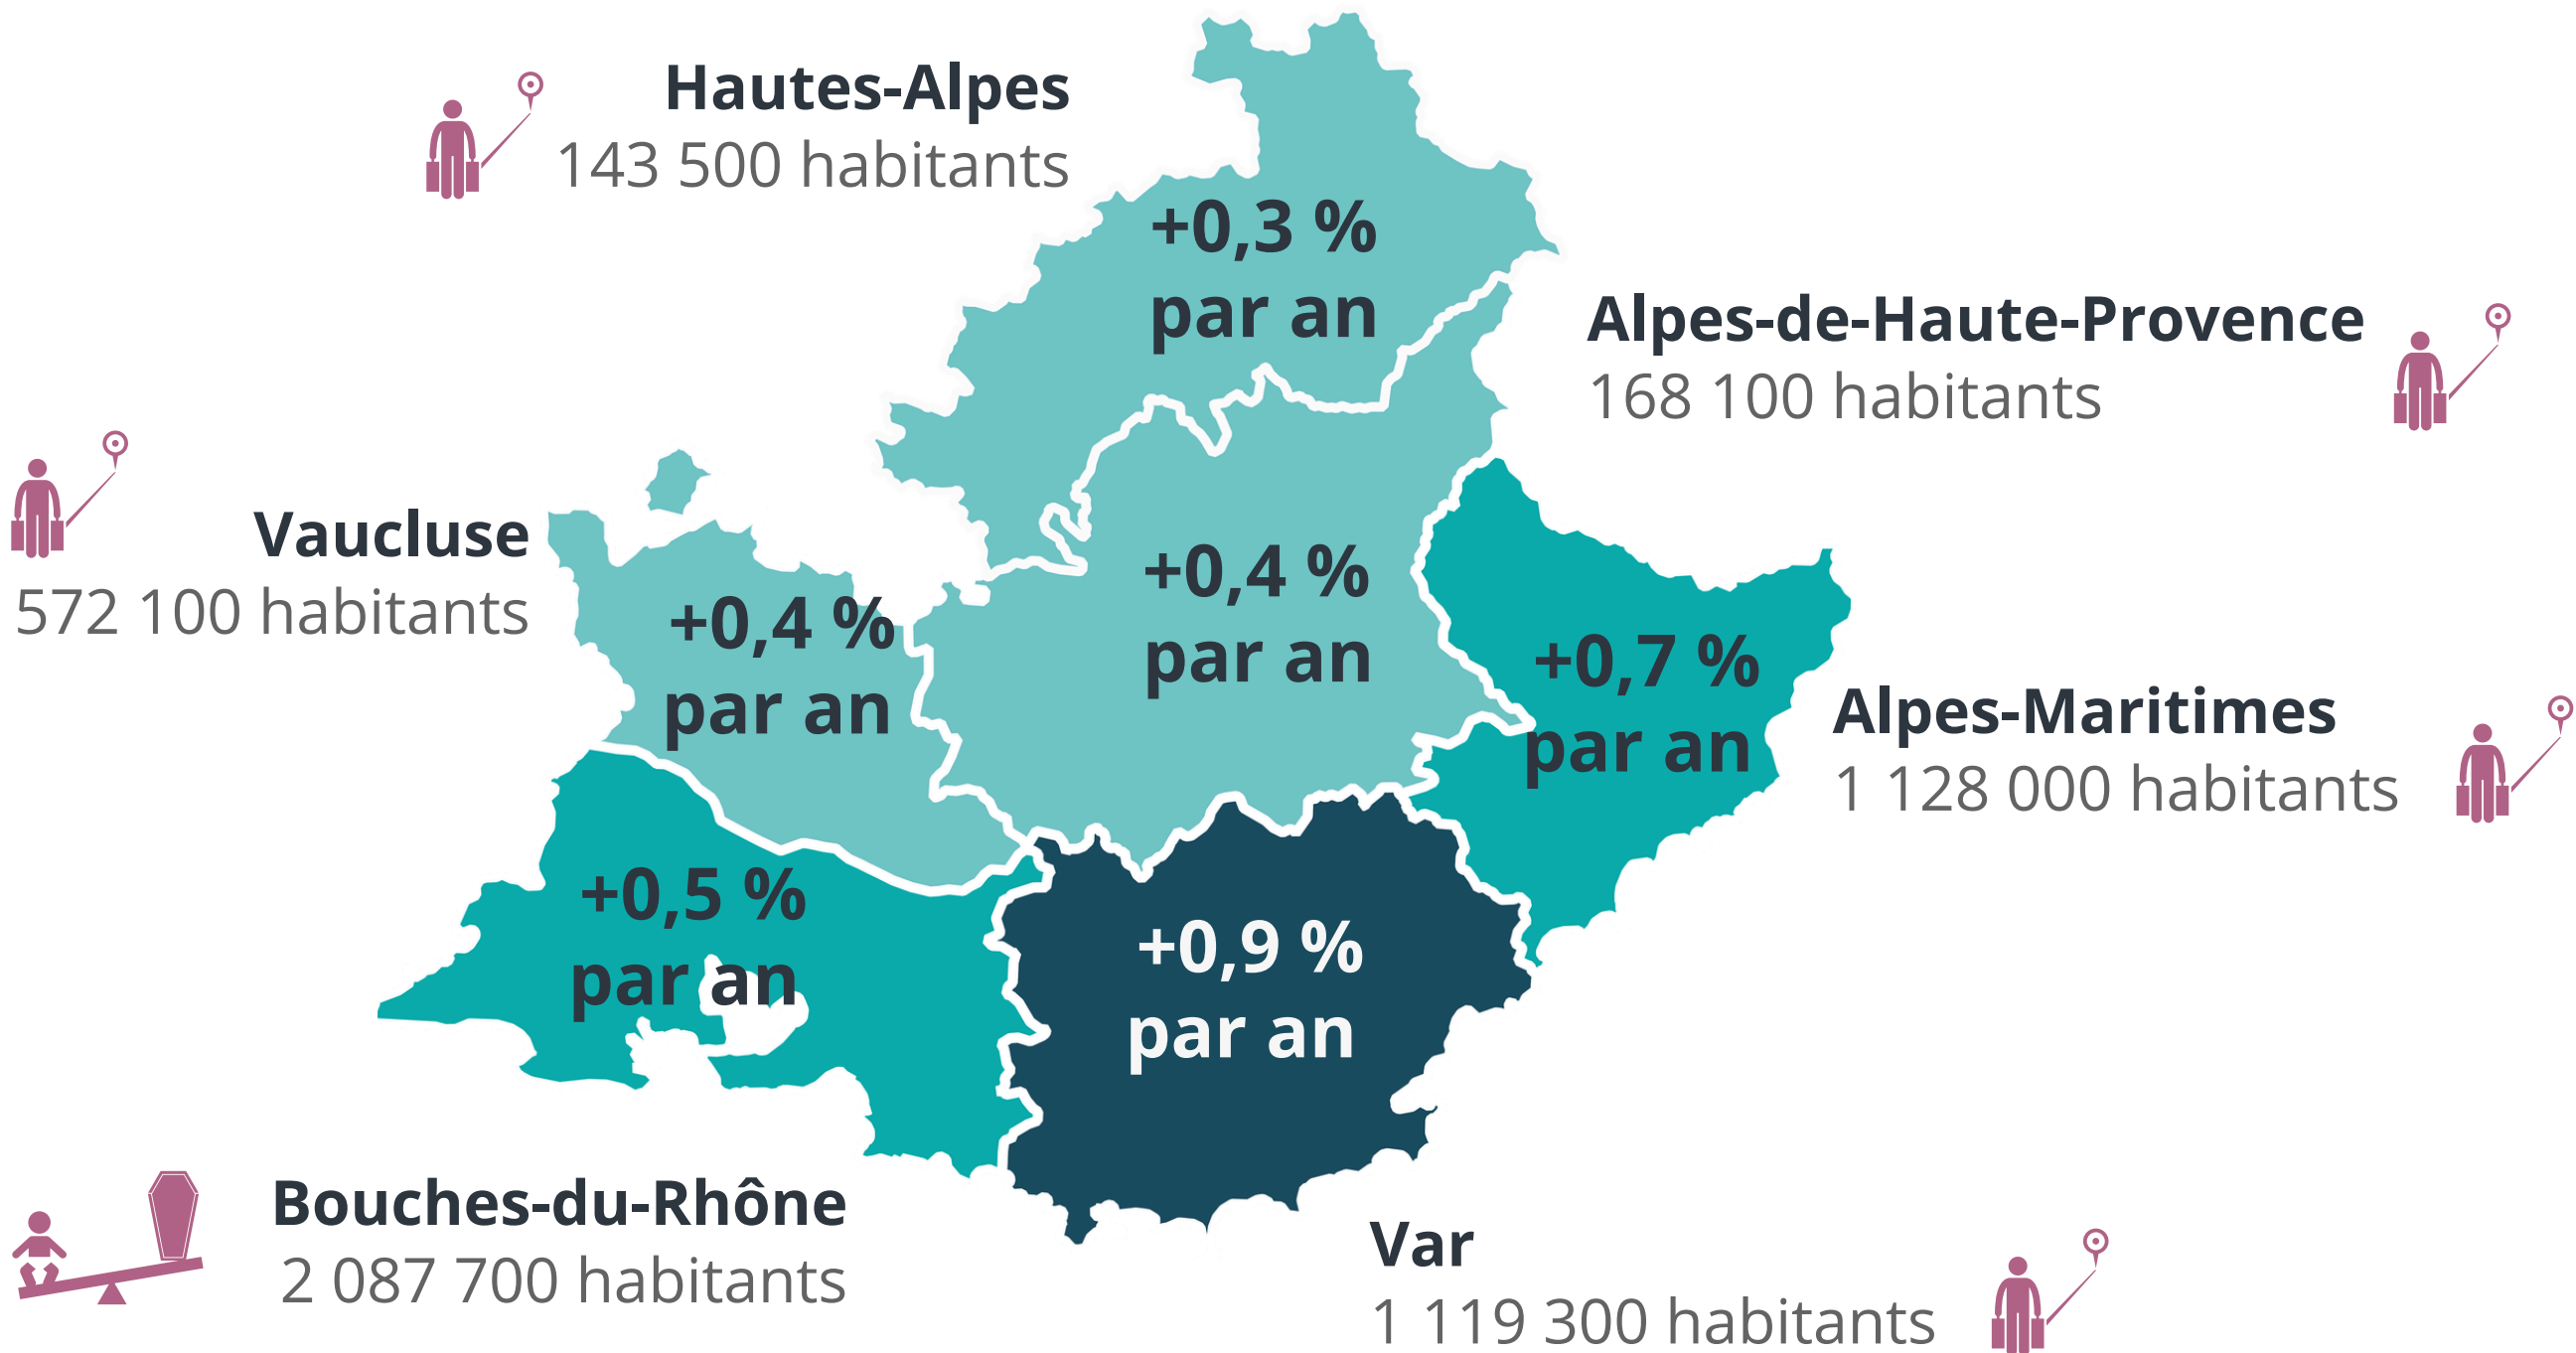 Hautes-Alpes
143 500 habitants
+0,3 %
par an
Alpes-de-Haute-Provence
168 100 habitants
Vaucluse
572 100 habitants
+0,4 %
par an
+0,4 %
par an
+0,7 %
par an
Alpes-Maritimes
1 128 000 habitants
+0,5 %
par an
+0,9 %
par an
Bouches-du-Rhône
2 087 700 habitants
Var
1 119 300 habitants